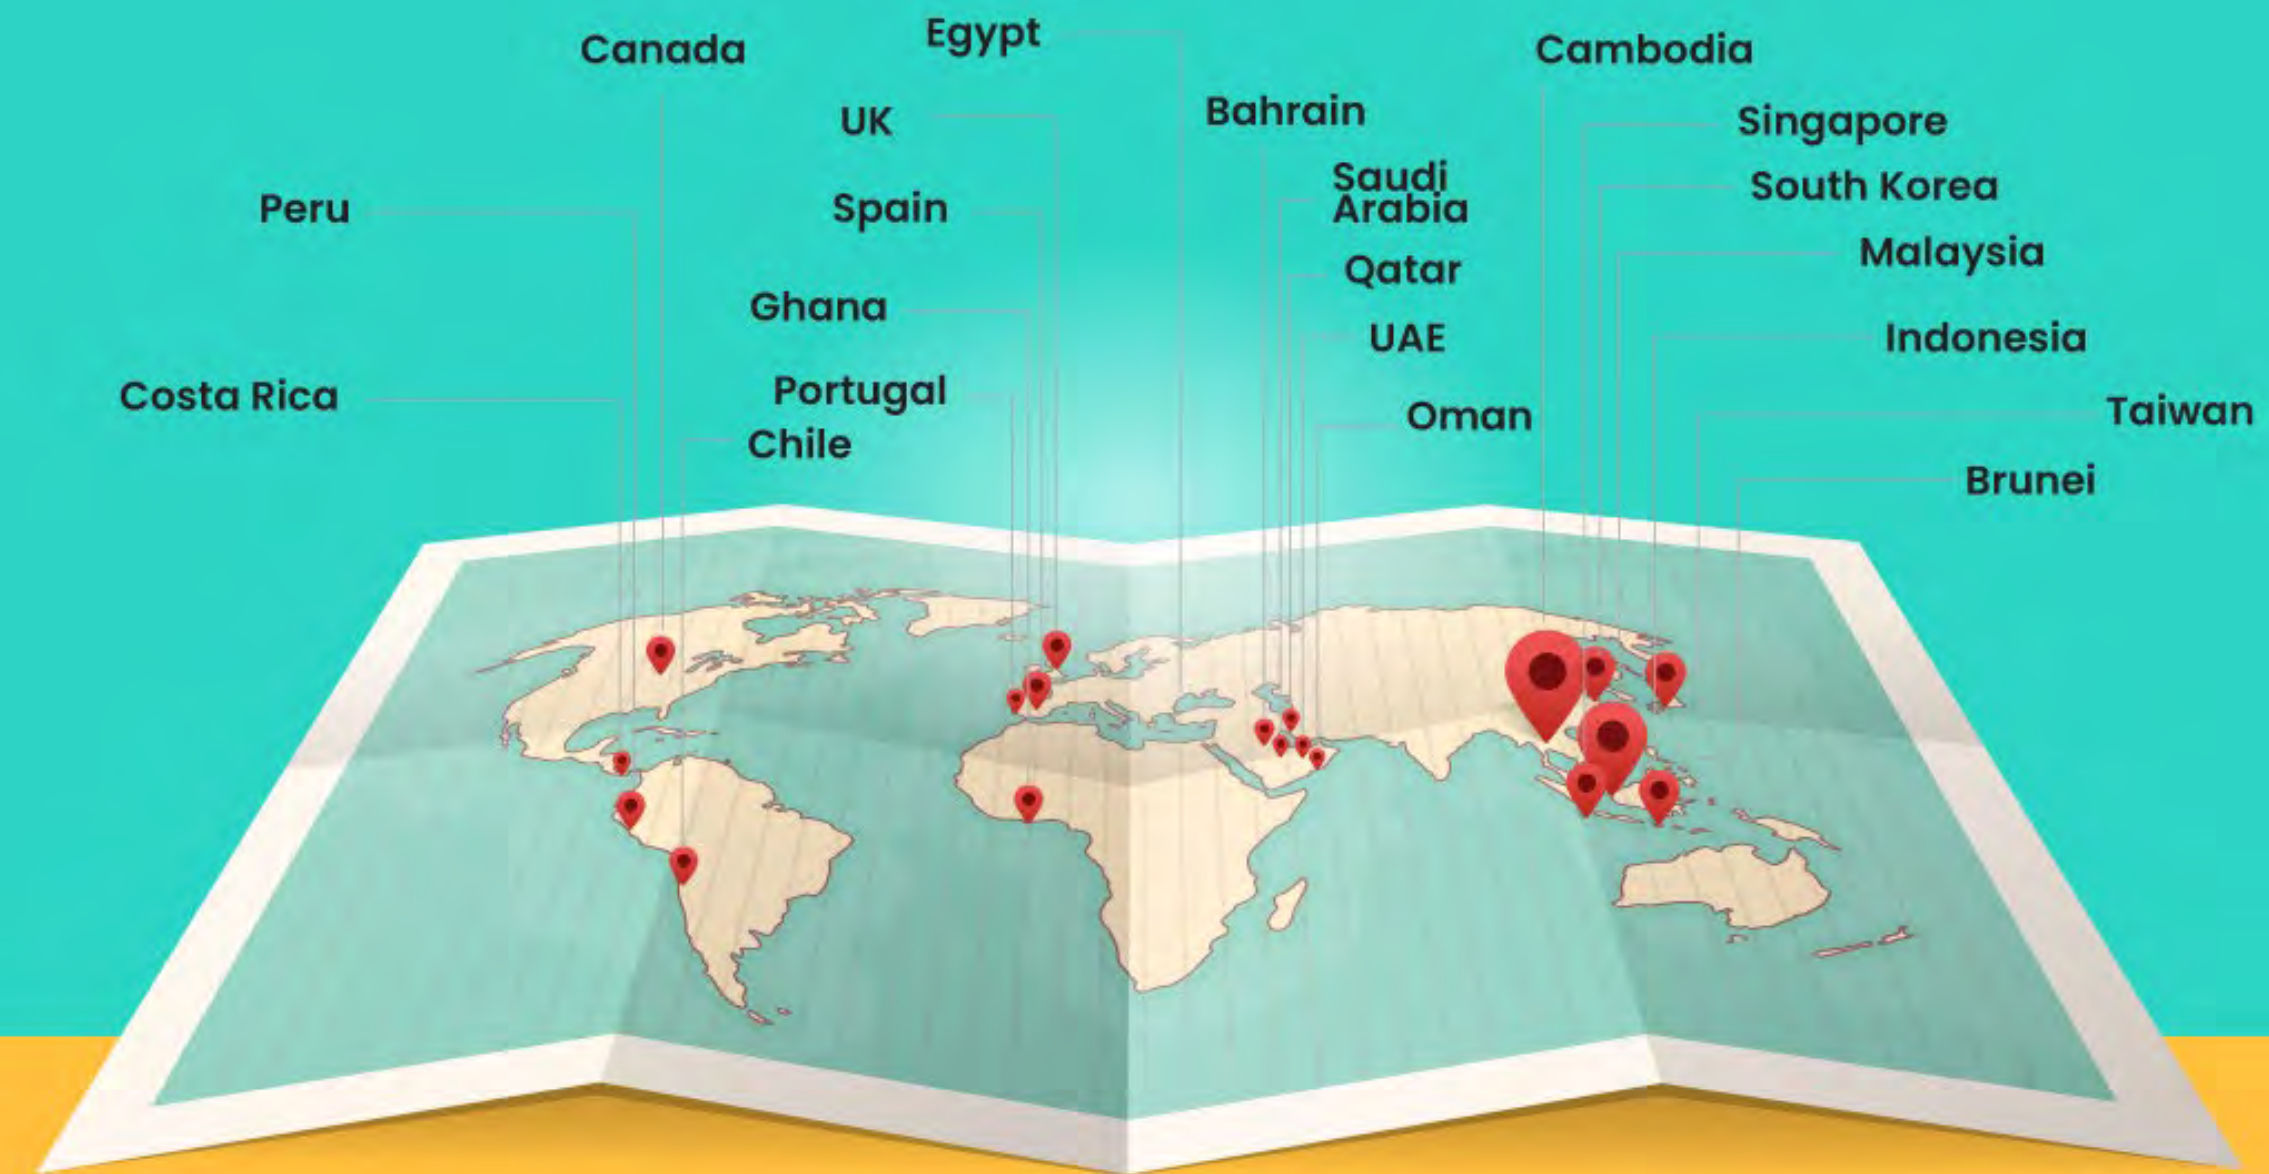 Egypt
Canada
Cambodia
Bahrain
UK
Singapore
Saudi
Arabia
South Korea
Peru
Spain
Malaysia
Qatar
Ghana
UAE
Indonesia
Portugal
Costa Rica
Taiwan
Oman
Chile
Brunei